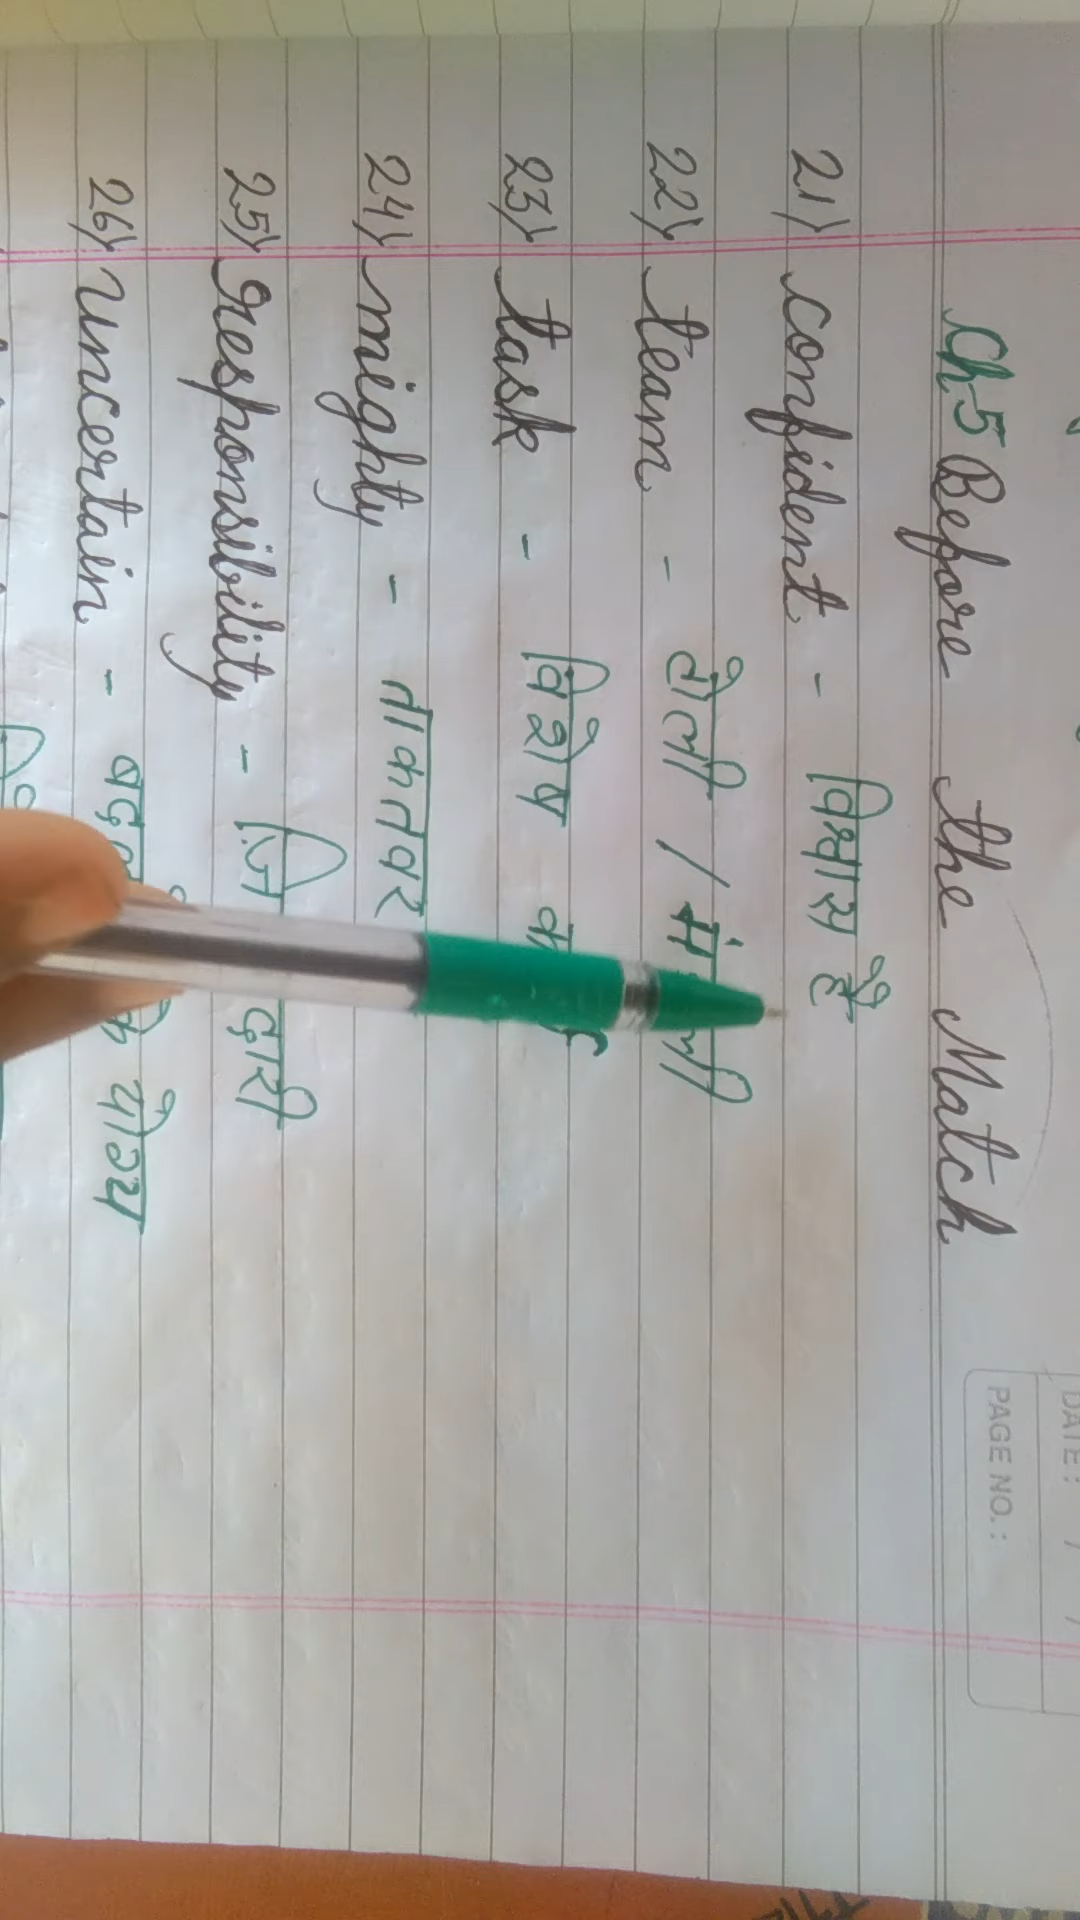 DATE: / /
PAGE NO.:
Ch-5 Before the Match
21) confident - विश्वास है
22) team - टोली /
23) task - विशेष
24) mighty - ताकतवर
25) responsibility -
26) uncertain - योग्य